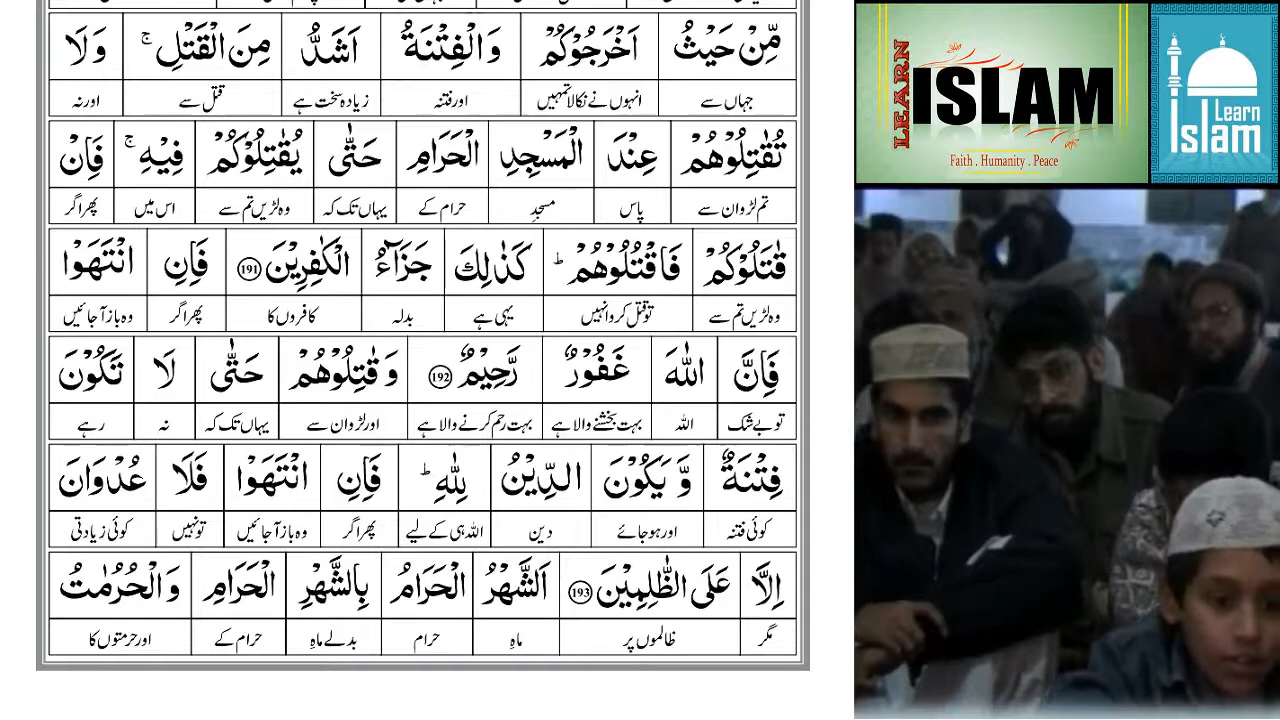 مِّنْ حَيْثُ اَخْرَجُوْكُمْ وَالْفِتْنَةُ اَشَدُّ مِنَ الْقَتْلِ ۚ وَلَا
جہاں سے انہوں نے نکالا تمہیں اور فتنہ زیادہ سخت ہے قتل سے اور نہ
تُقٰتِلُوْهُمْ عِنْدَ الْمَسْجِدِ الْحَرَامِ حَتّٰى يُقٰتِلُوْكُمْ فِيْهِ ۚ فَاِنْ
تم لڑو ان سے پاس مسجدِ حرام کے یہاں تک کہ وہ لڑیں تم سے اس میں پھر اگر
قٰتَلُوْكُمْ فَاقْتُلُوْهُمْ ؕ كَذٰلِكَ جَزَآءُ الْكٰفِرِيْنَ 191 فَاِنِ انْتَهَوْا
وہ لڑیں تم سے تو قتل کرو انہیں یہی ہے بدلہ کافروں کا پھر اگر وہ باز آجائیں
فَاِنَّ اللّٰهَ غَفُوْرٌ رَّحِيْمٌ 192 وَقٰتِلُوْهُمْ حَتّٰى لَا تَكُوْنَ
تو بے شک اللہ بہت بخشنے والا ہے بہت رحم کرنے والا ہے اور لڑو ان سے یہاں تک کہ نہ رہے
فِتْنَةٌ وَّيَكُوْنَ الدِّيْنُ لِلّٰهِ ؕ فَاِنِ انْتَهَوْا فَلَا عُدْوَانَ
کوئی فتنہ اور ہوجائے دین اللہ ہی کے لیے پھر اگر وہ باز آجائیں تو نہیں کوئی زیادتی
اِلَّا عَلَى الظّٰلِمِيْنَ 193 اَلشَّهْرُ الْحَرَامُ بِالشَّهْرِ الْحَرَامِ وَالْحُرُمٰتُ
مگر ظالموں پر ماہِ حرام بدلے ماہِ حرام کے اور حرمتوں کا
LEARN ISLAM
Faith . Humanity . Peace
Learn
Islam